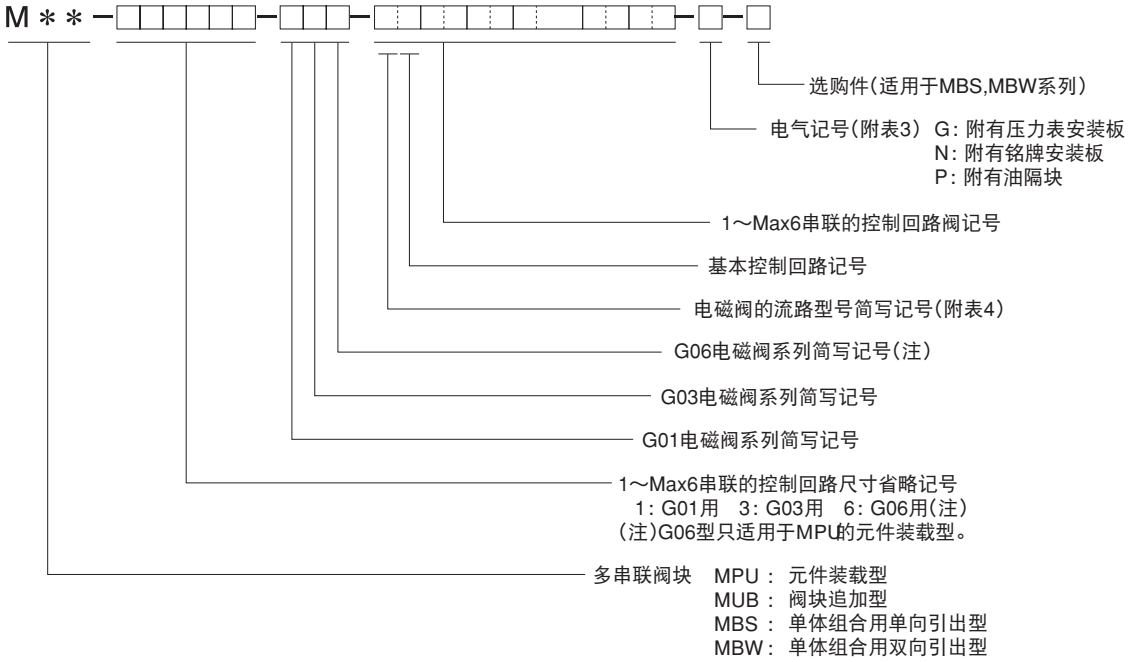 M＊＊－□□□□□□－□□□－□□□□□□□□□□□□－□－□
选购件(适用于MBS,MBW系列)
电气记号(附表3) G: 附有压力表安装板
N: 附有铭牌安装板
P: 附有油隔块
1～Max6串联的控制回路阀记号
基本控制回路记号
电磁阀的流路型号简写记号(附表4)
G06电磁阀系列简写记号(注)
G03电磁阀系列简写记号
G01电磁阀系列简写记号
1～Max6串联的控制回路尺寸省略记号
1: G01用 3: G03用 6: G06用(注)
(注)G06型只适用于MPU的元件装载型。
多串联阀块 MPU : 元件装载型
MUB : 阀块追加型
MBS : 单体组合用单向引出型
MBW : 单体组合用双向引出型